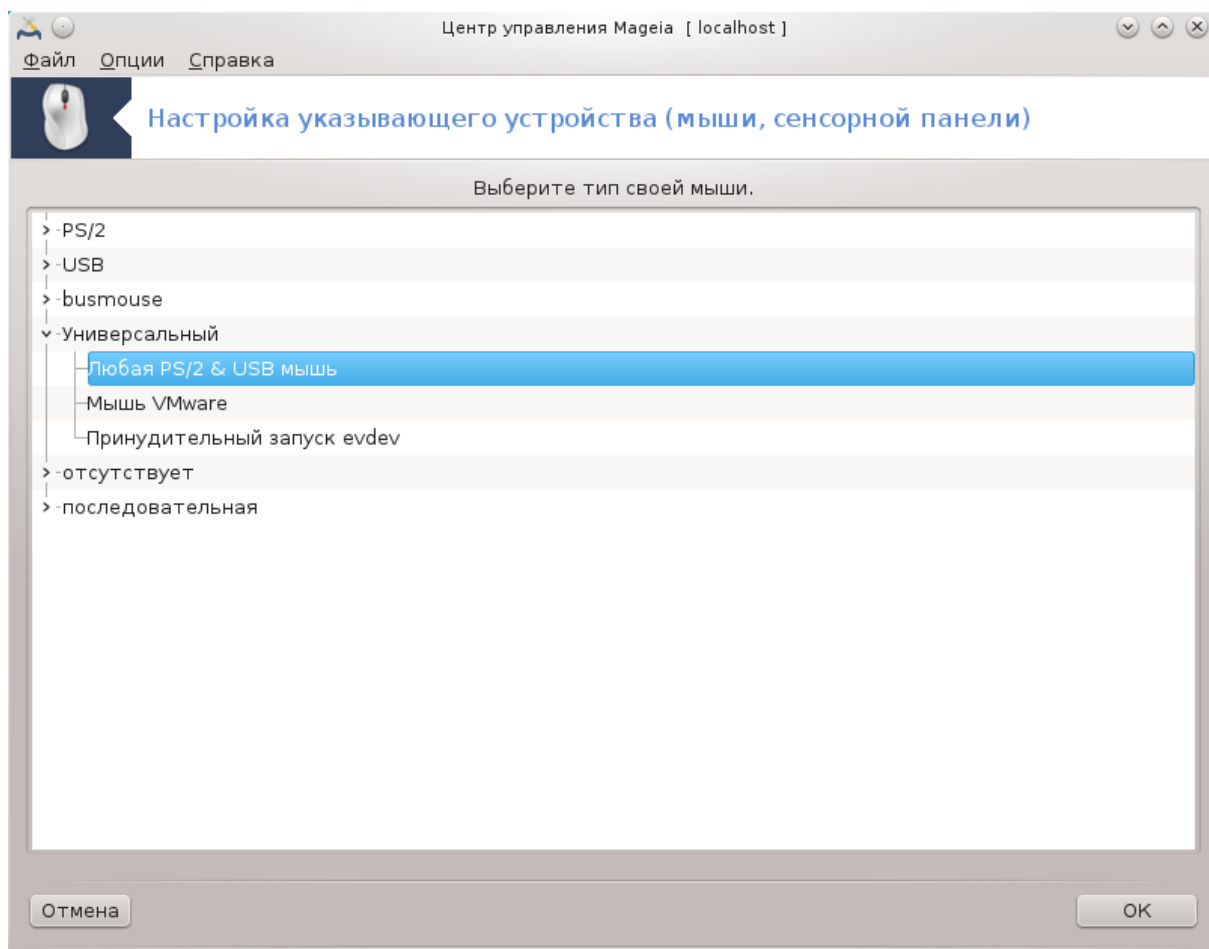 Центр управления Mageia [ localhost ]
Файл Опции Справка
Настройка указывающего устройства (мыши, сенсорной панели)
Выберите тип своей мыши.
PS/2
USB
busmouse
Универсальный
Любая PS/2 & USB мышь
Мышь VMware
Принудительный запуск evdev
отсутствует
последовательная
Отмена OK